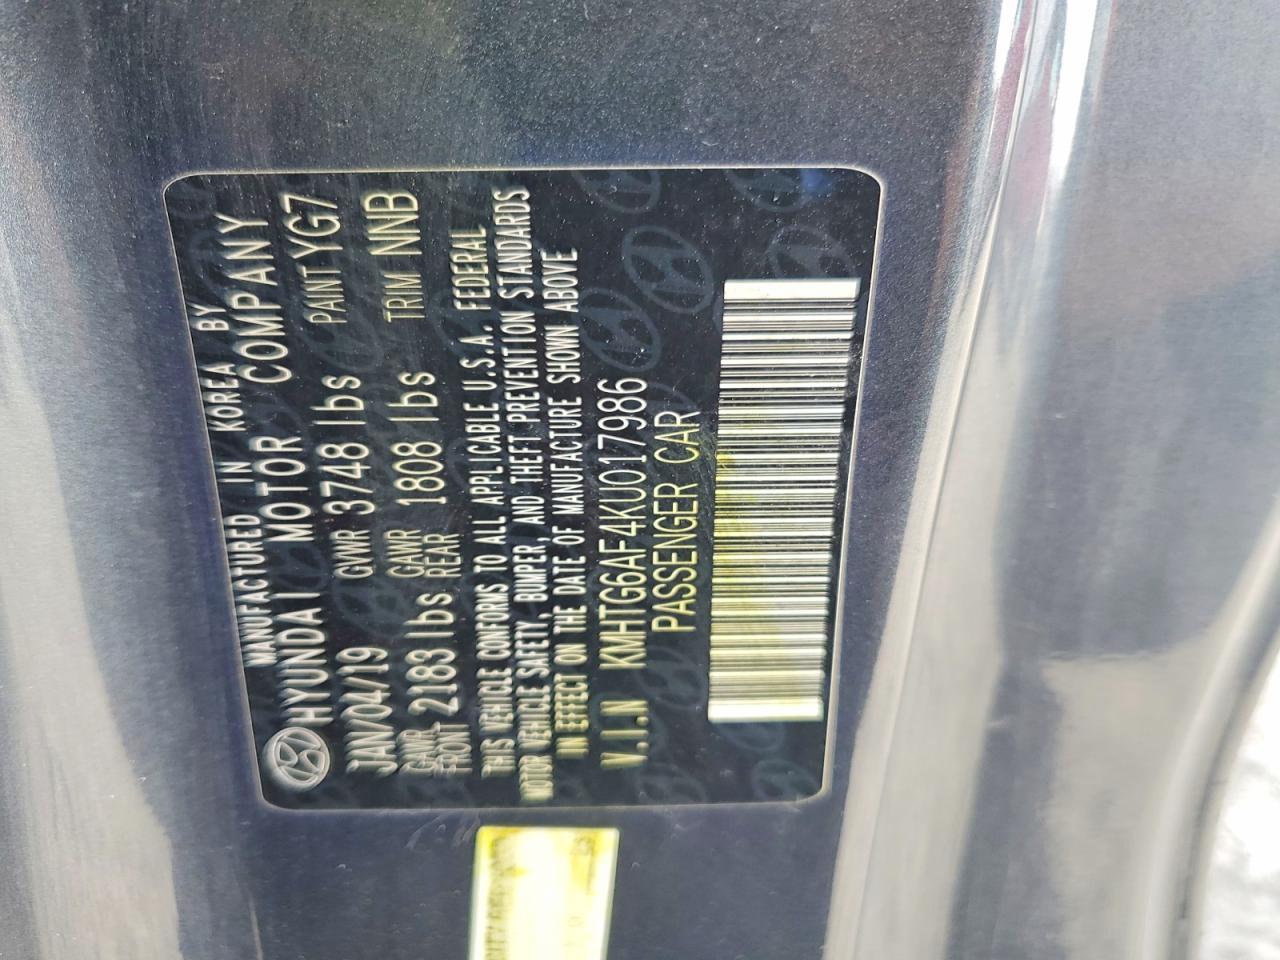 MANUFACTURED IN KOREA BY
HYUNDAI MOTOR COMPANY
JAN/04/19 GWR 3748 lbs PAINT YG7
GAWR FRONT 2183 lbs GAWR REAR 1808 lbs TRIM NNB
THIS VEHICLE CONFORMS TO ALL APPLICABLE U.S.A. FEDERAL
MOTOR VEHICLE SAFETY, BUMPER, AND THEFT PREVENTION STANDARDS
IN EFFECT ON THE DATE OF MANUFACTURE SHOWN ABOVE
V.I.N KMHTG6AF4KU017986
PASSENGER CAR